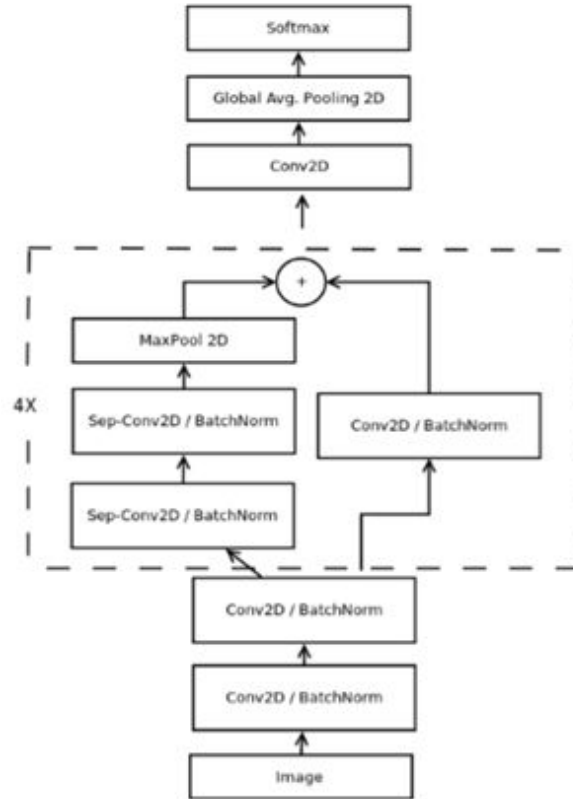 Softmax
Global Avg. Pooling 2D
Conv2D
+
MaxPool 2D
4X
Sep-Conv2D / BatchNorm
Conv2D / BatchNorm
Sep-Conv2D / BatchNorm
Conv2D / BatchNorm
Conv2D / BatchNorm
Image